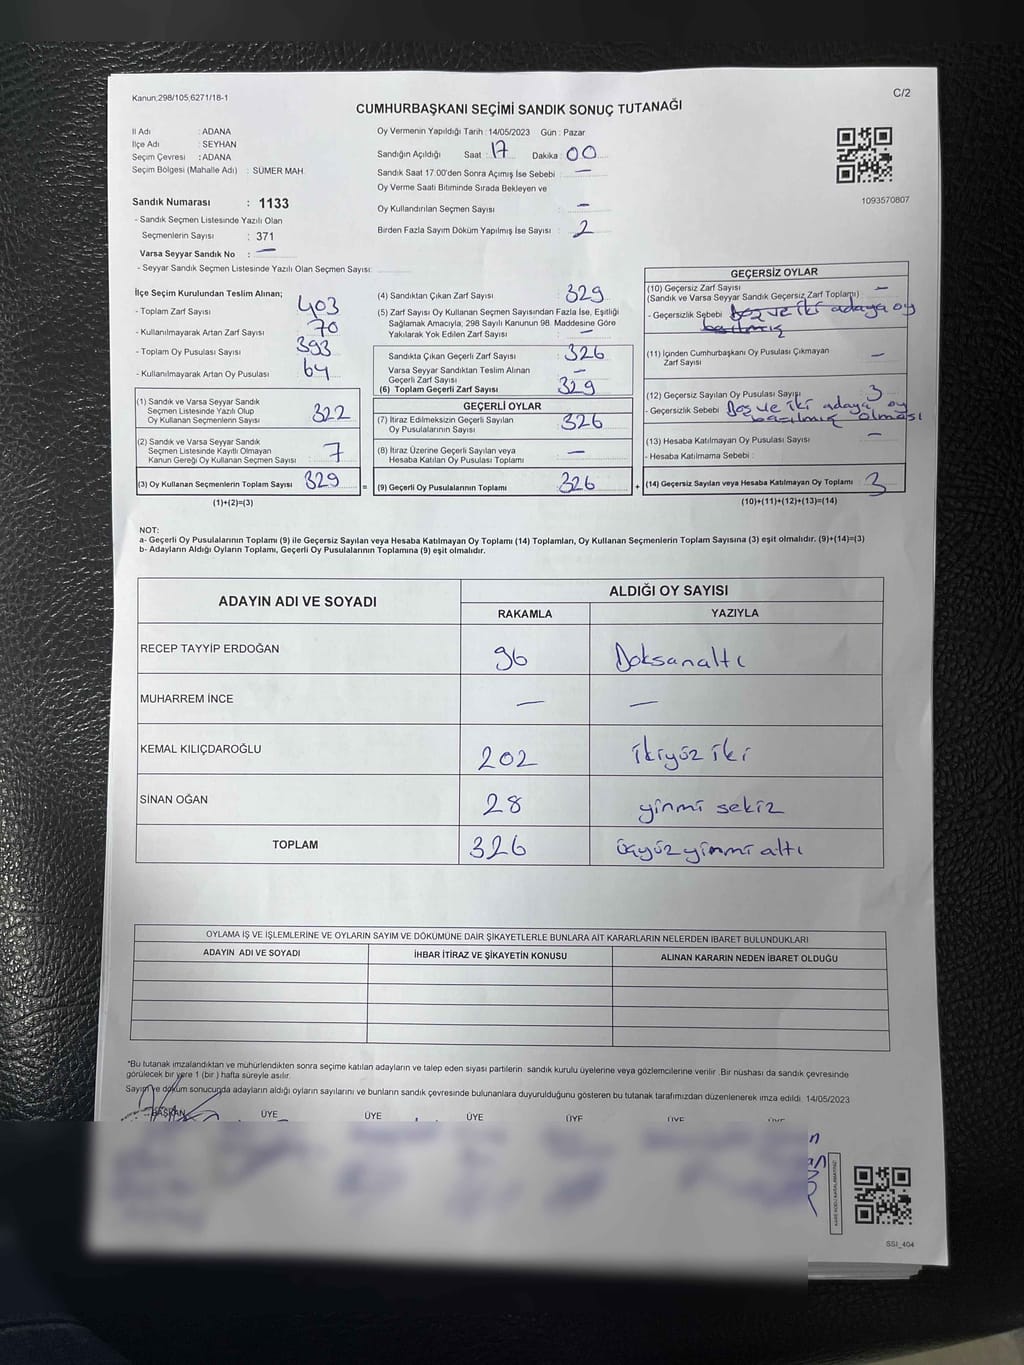 Kanun:298/105,6271/18-1
C/2
CUMHURBAŞKANI SEÇİMİ SANDIK SONUÇ TUTANAĞI
İl Adı : ADANA
İlçe Adı : SEYHAN
Seçim Çevresi : ADANA
Seçim Bölgesi (Mahalle Adı) : SÜMER MAH.
Sandık Numarası : 1133
- Sandık Seçmen Listesinde Yazılı Olan
Seçmenlerin Sayısı : 371
Varsa Seyyar Sandık No : —
- Seyyar Sandık Seçmen Listesinde Yazılı Olan Seçmen Sayısı:
Oy Vermenin Yapıldığı Tarih : 14/05/2023 Gün : Pazar
Sandığın Açıldığı Saat : 17 Dakika : 00
Sandık Saat 17.00'den Sonra Açımış İse Sebebi : —
Oy Verme Saati Bitiminde Sırada Bekleyen ve
Oy Kullandırılan Seçmen Sayısı : —
Birden Fazla Sayım Döküm Yapılmış İse Sayısı : 2
1093570807
İlçe Seçim Kurulundan Teslim Alınan;
- Toplam Zarf Sayısı : 403
- Kullanılmayarak Artan Zarf Sayısı : 70
- Toplam Oy Pusulası Sayısı : 393
- Kullanılmayarak Artan Oy Pusulası : 64
(1) Sandık ve Varsa Seyyar Sandık
Seçmen Listesinde Yazılı Olup
Oy Kullanan Seçmenlerin Sayısı : 322
(2) Sandık ve Varsa Seyyar Sandık
Seçmen Listesinde Kayıtlı Olmayan
Kanun Gereği Oy Kullanan Seçmen Sayısı : 7
(3) Oy Kullanan Seçmenlerin Toplam Sayısı : 329
(1)+(2)=(3)
=
(4) Sandıktan Çıkan Zarf Sayısı : 329
(5) Zarf Sayısı Oy Kullanan Seçmen Sayısından Fazla İse, Eşitliği
Sağlamak Amacıyla, 298 Sayılı Kanunun 98. Maddesine Göre
Yakılarak Yok Edilen Zarf Sayısı : —
Sandıkta Çıkan Geçerli Zarf Sayısı : 326
Varsa Seyyar Sandıktan Teslim Alınan
Geçerli Zarf Sayısı : —
(6) Toplam Geçerli Zarf Sayısı : 329
GEÇERLİ OYLAR
(7) İtiraz Edilmeksizin Geçerli Sayılan
Oy Pusulalarının Sayısı : 326
(8) İtiraz Üzerine Geçerli Sayılan veya
Hesaba Katılan Oy Pusulası Toplamı : —
(9) Geçerli Oy Pusulalarının Toplamı : 326
+
GEÇERSİZ OYLAR
(10) Geçersiz Zarf Sayısı : —
(Sandık ve Varsa Seyyar Sandık Geçersiz Zarf Toplamı)
- Geçersizlik Sebebi : Boş ve iki adaya oy
basılmış
(11) İçinden Cumhurbaşkanı Oy Pusulası Çıkmayan
Zarf Sayısı : —
(12) Geçersiz Sayılan Oy Pusulası Sayısı : 3
- Geçersizlik Sebebi : Boş ve iki adaya oy
basılmış olması
(13) Hesaba Katılmayan Oy Pusulası Sayısı : —
- Hesaba Katılmama Sebebi :
(14) Geçersiz Sayılan veya Hesaba Katılmayan Oy Toplamı : 3
(10)+(11)+(12)+(13)=(14)
NOT:
a- Geçerli Oy Pusulalarının Toplamı (9) ile Geçersiz Sayılan veya Hesaba Katılmayan Oy Toplamı (14) Toplamları, Oy Kullanan Seçmenlerin Toplam Sayısına (3) eşit olmalıdır. (9)+(14)=(3)
b- Adayların Aldığı Oyların Toplamı, Geçerli Oy Pusulalarının Toplamına (9) eşit olmalıdır.
ADAYIN ADI VE SOYADI
ALDIĞI OY SAYISI
RAKAMLA YAZIYLA
RECEP TAYYİP ERDOĞAN 96 Doksanaltı
MUHARREM İNCE — —
KEMAL KILIÇDAROĞLU 202 ikiyüz iki
SİNAN OĞAN 28 yirmi sekiz
TOPLAM 326 üçyüz yirmi altı
OYLAMA İŞ VE İŞLEMLERİNE VE OYLARIN SAYIM VE DÖKÜMÜNE DAİR ŞİKAYETLERLE BUNLARA AİT KARARLARIN NELERDEN İBARET BULUNDUKLARI
ADAYIN ADI VE SOYADI İHBAR İTİRAZ VE ŞİKAYETİN KONUSU ALINAN KARARIN NEDEN İBARET OLDUĞU
*Bu tutanak imzalandıktan ve mühürlendikten sonra seçime katılan adayların ve talep eden siyasi partilerin sandık kurulu üyelerine veya gözlemcilerine verilir .Bir nüshası da sandık çevresinde
görülecek bir yere 1 (bir ) hafta süreyle asılır.
Sayım ve döküm sonucunda adayların aldığı oyların sayılarını ve bunların sandık çevresinde bulunanlara duyurulduğunu gösteren bu tutanak tarafımızdan düzenlenerek imza edildi. 14/05/2023
BAŞKAN ÜYE ÜYE ÜYE ÜYE ÜYE ÜYE
SSI_404